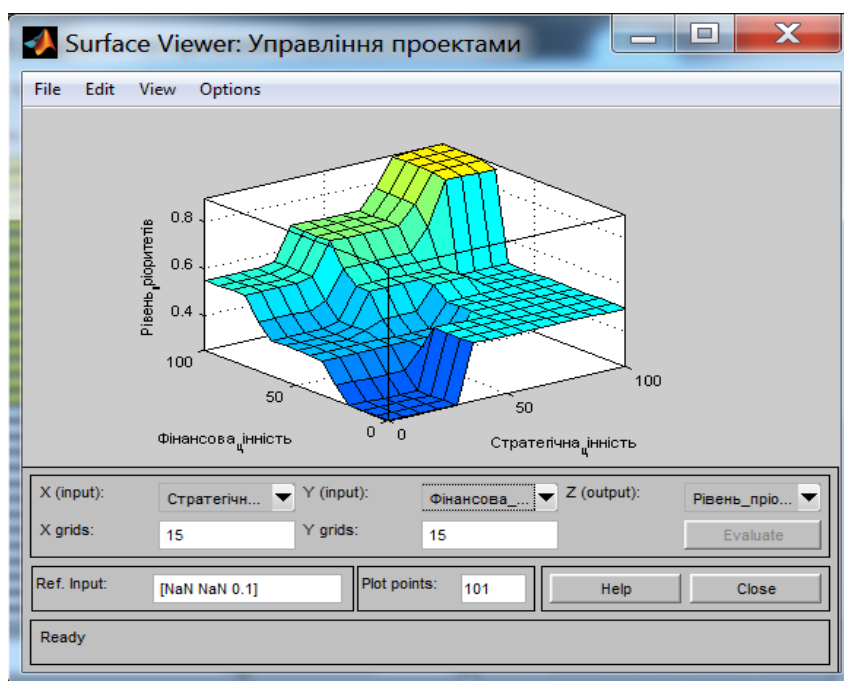 Surface Viewer: Управління проектами
File Edit View Options
Рівень_ріоритетів
0.8
0.6
0.4
100
50
0
0
50
100
Фінансова_цінність
Стратегічна_цінність
X (input): Стратегічн... Y (input): Фінансова_... Z (output): Рівень_пріо...
X grids: 15 Y grids: 15 Evaluate
Ref. Input: [NaN NaN 0.1] Plot points: 101 Help Close
Ready